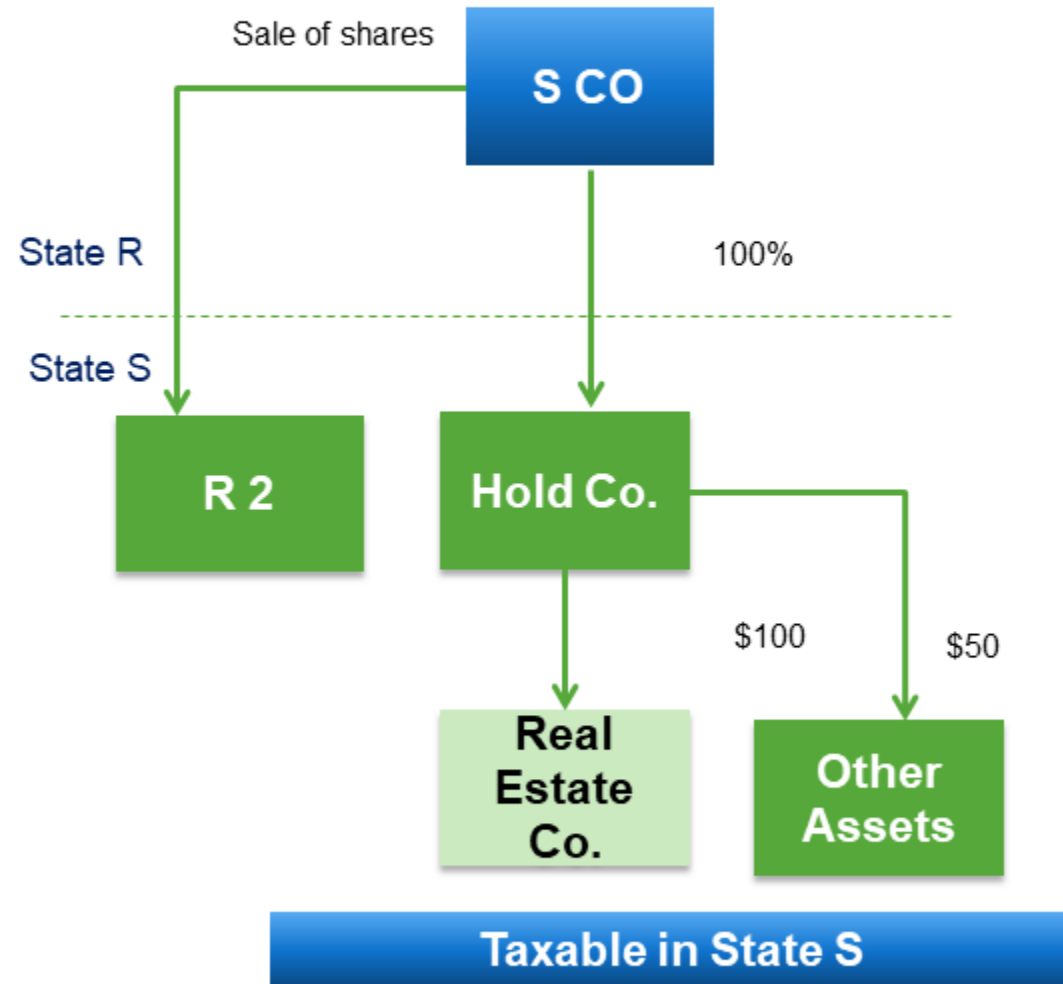 Sale of shares
S CO
State R
100%
State S
R 2
Hold Co.
$100
$50
Real
Estate
Co.
Other
Assets
Taxable in State S